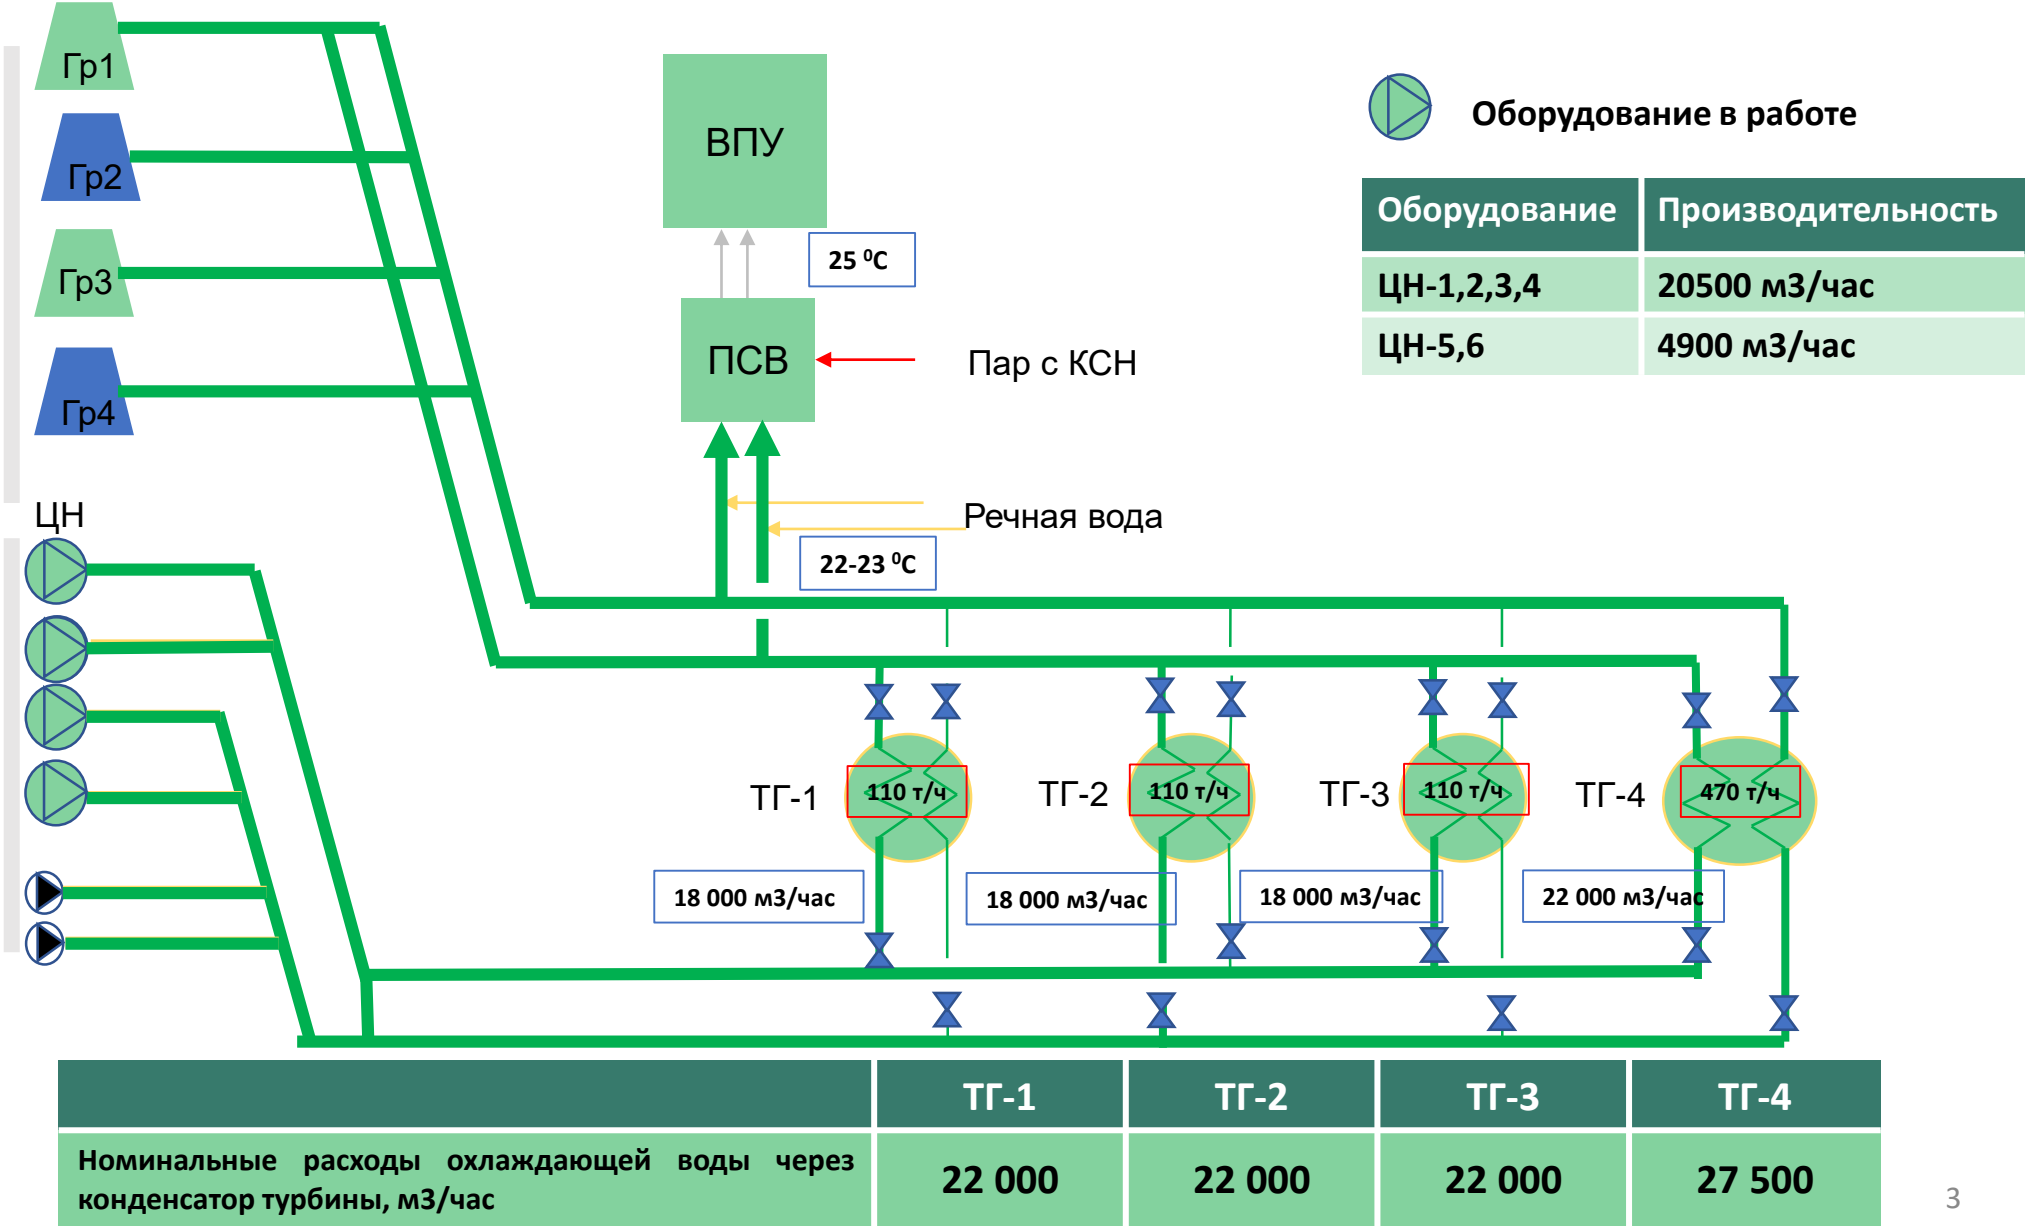 Гр1
Гр2
Гр3
Гр4
ЦН
ВПУ
25 ⁰С
ПСВ
Пар с КСН
Речная вода
22-23 ⁰С
Оборудование в работе
Оборудование Производительность
ЦН-1,2,3,4 20500 м3/час
ЦН-5,6 4900 м3/час
ТГ-1 110 т/ч ТГ-2 110 т/ч ТГ-3 110 т/ч ТГ-4 470 т/ч
18 000 м3/час 18 000 м3/час 18 000 м3/час 22 000 м3/час
ТГ-1 ТГ-2 ТГ-3 ТГ-4
Номинальные расходы охлаждающей воды через
конденсатор турбины, м3/час
22 000 22 000 22 000 27 500
3